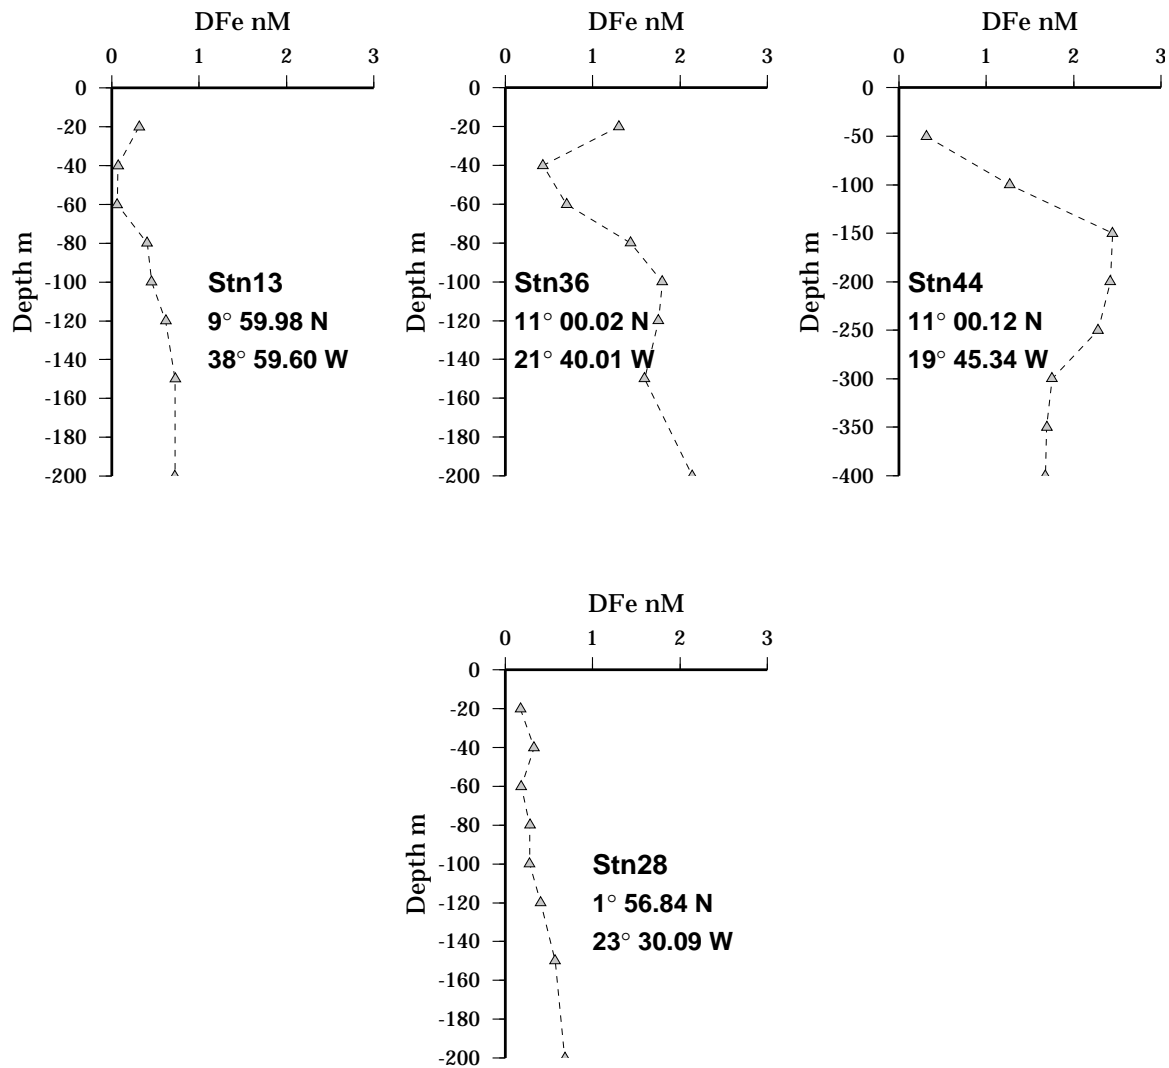 DFe nM
0 1 2 3
0
-20
-40
-60
-80
-100
-120
-140
-160
-180
-200
Depth m
Stn13
9° 59.98 N
38° 59.60 W
DFe nM
0 1 2 3
0
-20
-40
-60
-80
-100
-120
-140
-160
-180
-200
Depth m
Stn36
11° 00.02 N
21° 40.01 W
DFe nM
0 1 2 3
0
-50
-100
-150
-200
-250
-300
-350
-400
Depth m
Stn44
11° 00.12 N
19° 45.34 W
DFe nM
0 1 2 3
0
-20
-40
-60
-80
-100
-120
-140
-160
-180
-200
Depth m
Stn28
1° 56.84 N
23° 30.09 W